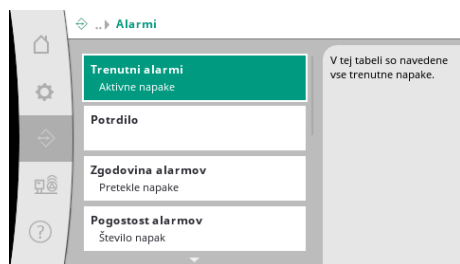 ..▸ Alarmi
Trenutni alarmi
Aktivne napake
Potrdilo
Zgodovina alarmov
Pretekle napake
Pogostost alarmov
Število napak
V tej tabeli so navedene
vse trenutne napake.